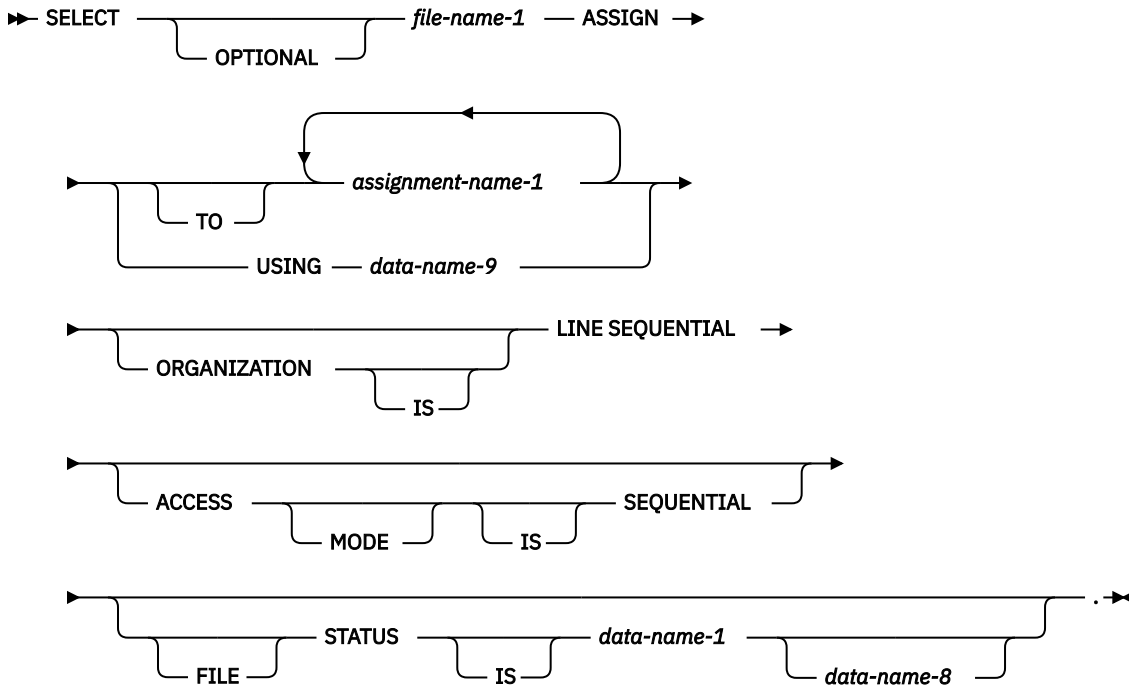 SELECT file-name-1 ASSIGN
OPTIONAL
assignment-name-1
TO
USING data-name-9
LINE SEQUENTIAL
ORGANIZATION
IS
ACCESS SEQUENTIAL
MODE IS
.
STATUS data-name-1
FILE IS data-name-8